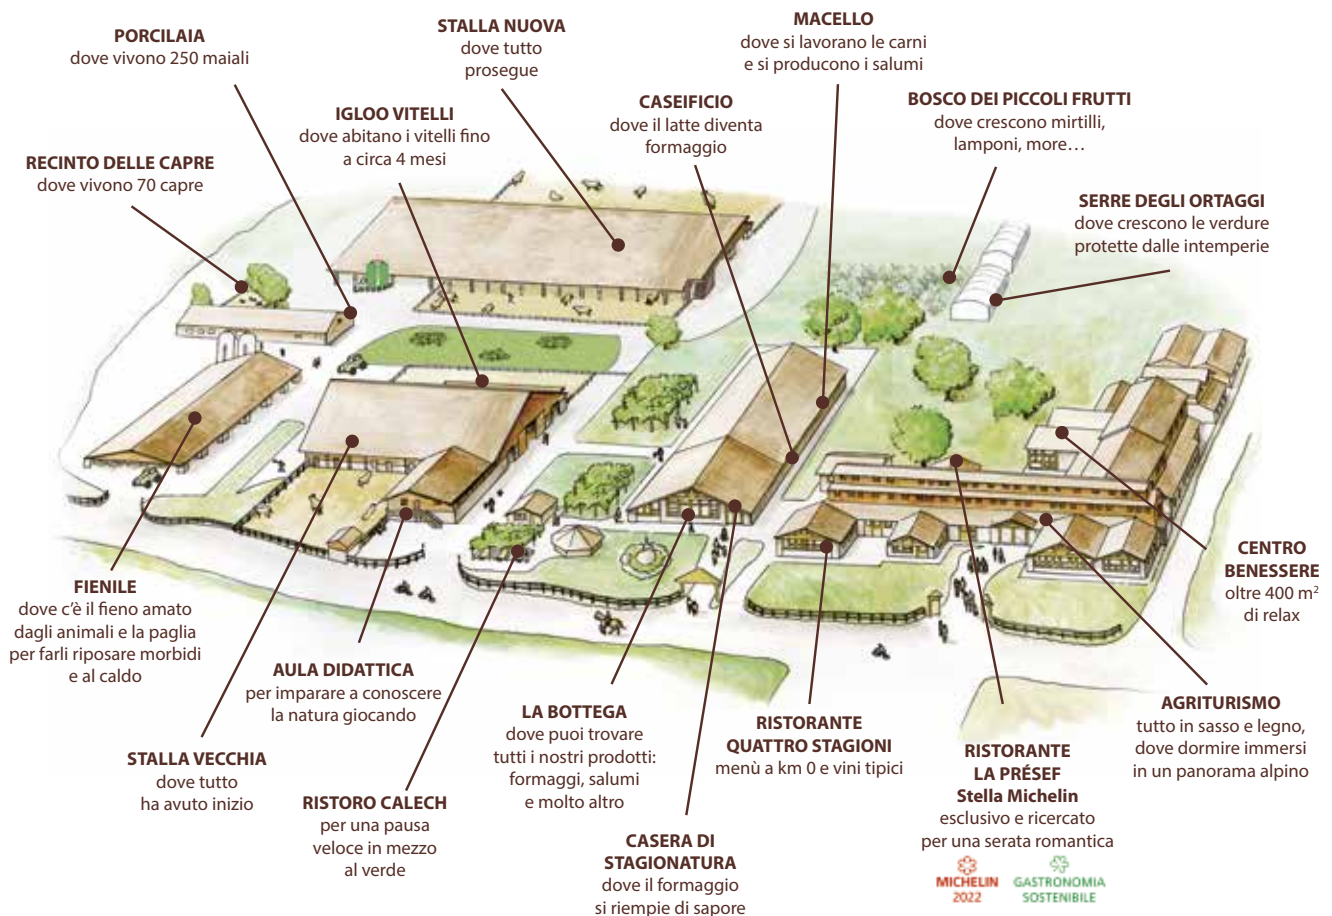 PORCILAIA
dove vivono 250 maiali
STALLA NUOVA
dove tutto
prosegue
MACELLO
dove si lavorano le carni
e si producono i salumi
IGLOO VITELLI
dove abitano i vitelli fino
a circa 4 mesi
CASEIFICIO
dove il latte diventa
formaggio
BOSCO DEI PICCOLI FRUTTI
dove crescono mirtilli,
lamponi, more…
RECINTO DELLE CAPRE
dove vivono 70 capre
SERRE DEGLI ORTAGGI
dove crescono le verdure
protette dalle intemperie
FIENILE
dove c'è il fieno amato
dagli animali e la paglia
per farli riposare morbidi
e al caldo
CENTRO
BENESSERE
oltre 400 m²
di relax
AULA DIDATTICA
per imparare a conoscere
la natura giocando
STALLA VECCHIA
dove tutto
ha avuto inizio
RISTORO CALECH
per una pausa
veloce in mezzo
al verde
LA BOTTEGA
dove puoi trovare
tutti i nostri prodotti:
formaggi, salumi
e molto altro
CASERA DI
STAGIONATURA
dove il formaggio
si riempie di sapore
RISTORANTE
QUATTRO STAGIONI
menù a km 0 e vini tipici
RISTORANTE
LA PRÉSEF
Stella Michelin
esclusivo e ricercato
per una serata romantica
MICHELIN
2022
GASTRONOMIA
SOSTENIBILE
AGRITURISMO
tutto in sasso e legno,
dove dormire immersi
in un panorama alpino